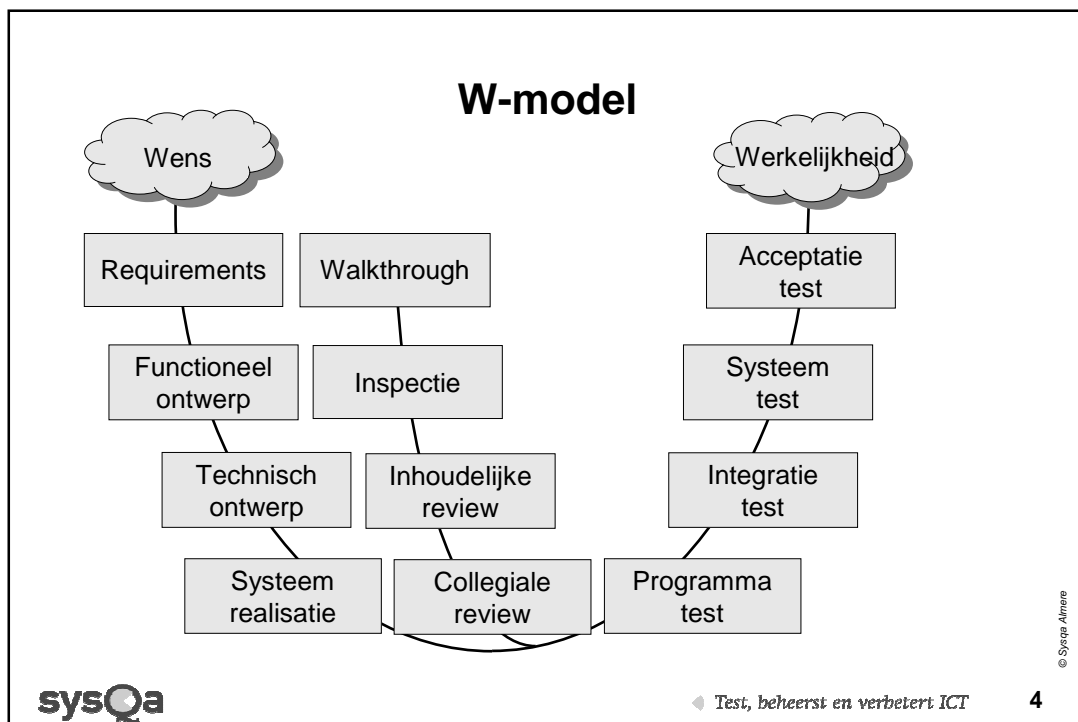 W-model
Wens
Werkelijkheid
Requirements
Walkthrough
Acceptatie
test
Functioneel
ontwerp
Inspectie
Systeem
test
Technisch
ontwerp
Inhoudelijke
review
Integratie
test
Systeem
realisatie
Collegiale
review
Programma
test
© Sysqa Almere
sysQa
Test, beheerst en verbetert ICT
4